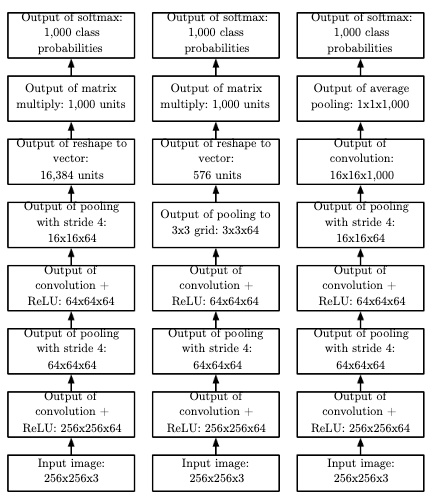 Output of softmax:
1,000 class
probabilities
Output of matrix
multiply: 1,000 units
Output of reshape to
vector:
16,384 units
Output of pooling
with stride 4:
16x16x64
Output of
convolution +
ReLU: 64x64x64
Output of pooling
with stride 4:
64x64x64
Output of
convolution +
ReLU: 256x256x64
Input image:
256x256x3
Output of softmax:
1,000 class
probabilities
Output of matrix
multiply: 1,000 units
Output of reshape to
vector:
576 units
Output of pooling to
3x3 grid: 3x3x64
Output of
convolution +
ReLU: 64x64x64
Output of pooling
with stride 4:
64x64x64
Output of
convolution +
ReLU: 256x256x64
Input image:
256x256x3
Output of softmax:
1,000 class
probabilities
Output of average
pooling: 1x1x1,000
Output of
convolution:
16x16x1,000
Output of pooling
with stride 4:
16x16x64
Output of
convolution +
ReLU: 64x64x64
Output of pooling
with stride 4:
64x64x64
Output of
convolution +
ReLU: 256x256x64
Input image:
256x256x3